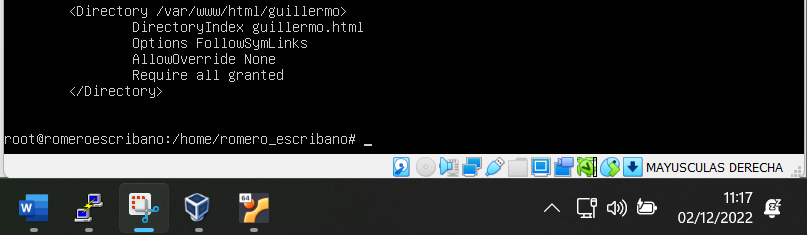 <Directory /var/www/html/guillermo>
DirectoryIndex guillermo.html
Options FollowSymLinks
AllowOverride None
Require all granted
</Directory>
root@romeroescribano:/home/romero_escribano# _
MAYUSCULAS DERECHA
W
64
11:17
02/12/2022